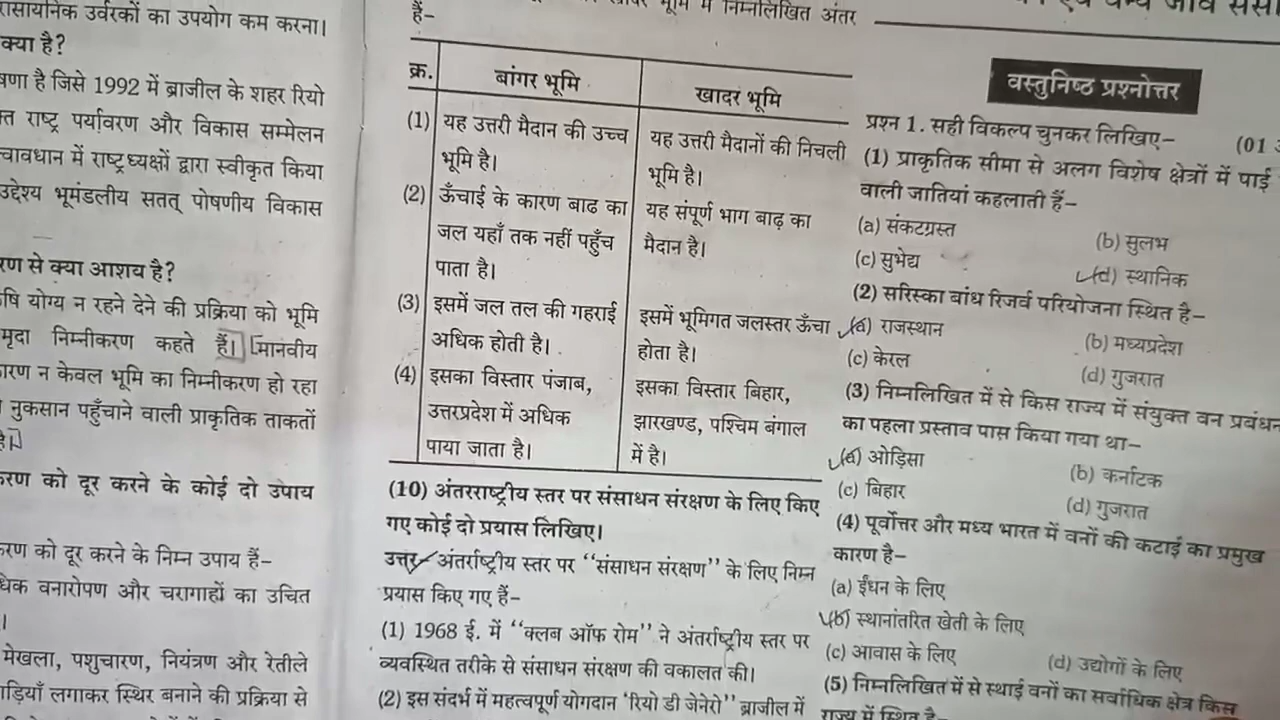 रासायनिक उर्वरकों का उपयोग कम करना।
क्या है?
षणा है जिसे 1992 में ब्राजील के शहर रियो
राष्ट्र पर्यावरण और विकास सम्मेलन
में राष्ट्रध्यक्षों द्वारा स्वीकृत किया
उद्देश्य भूमंडलीय सतत् पोषणीय विकास
से क्या आशय है?
योग्य न रहने देने की प्रक्रिया को भूमि
मृदा निम्नीकरण कहते हैं। मानवीय
न केवल भूमि का निम्नीकरण हो रहा
नुकसान पहुँचाने वाली प्राकृतिक ताकतों
है।
को दूर करने के कोई दो उपाय
को दूर करने के निम्न उपाय हैं–
वनारोपण और चरागाहों का उचित
मेखला, पशुचारण, नियंत्रण और रेतीले
लगाकर स्थिर बनाने की प्रक्रिया से
भूमि में निम्नलिखित अंतर
हैं–
क्र. बांगर भूमि खादर भूमि
(1) यह उत्तरी मैदान की उच्च भूमि है। यह उत्तरी मैदानों की निचली भूमि है।
(2) ऊँचाई के कारण बाढ का जल यहाँ तक नहीं पहुँच पाता है। यह संपूर्ण भाग बाढ़ का मैदान है।
(3) इसमें जल तल की गहराई अधिक होती है। इसमें भूमिगत जलस्तर ऊँचा होता है।
(4) इसका विस्तार पंजाब, उत्तरप्रदेश में अधिक पाया जाता है। इसका विस्तार बिहार, झारखण्ड, पश्चिम बंगाल में है।
(10) अंतरराष्ट्रीय स्तर पर संसाधन संरक्षण के लिए किए
गए कोई दो प्रयास लिखिए।
उत्तर– अंतर्राष्ट्रीय स्तर पर “संसाधन संरक्षण” के लिए निम्न
प्रयास किए गए हैं–
(1) 1968 ई. में “क्लब ऑफ रोम” ने अंतर्राष्ट्रीय स्तर पर
व्यवस्थित तरीके से संसाधन संरक्षण की वकालत की।
(2) इस संदर्भ में महत्वपूर्ण योगदान ‘रियो डी जेनेरो” ब्राजील में
वस्तुनिष्ठ प्रश्नोत्तर
प्रश्न 1. सही विकल्प चुनकर लिखिए– (01
(1) प्राकृतिक सीमा से अलग विशेष क्षेत्रों में पाई
वाली जातियां कहलाती हैं–
(a) संकटग्रस्त (b) सुलभ
(c) सुभेद्य (d) स्थानिक
(2) सरिस्का बांध रिजर्व परियोजना स्थित है–
(a) राजस्थान (b) मध्यप्रदेश
(c) केरल (d) गुजरात
(3) निम्नलिखित में से किस राज्य में संयुक्त वन प्रबंधन
का पहला प्रस्ताव पास किया गया था–
(a) ओड़िसा (b) कर्नाटक
(c) बिहार (d) गुजरात
(4) पूर्वोत्तर और मध्य भारत में वनों की कटाई का प्रमुख
कारण है–
(a) ईंधन के लिए
(b) स्थानांतरित खेती के लिए
(c) आवास के लिए (d) उद्योगों के लिए
(5) निम्नलिखित में से स्थाई वनों का सर्वाधिक क्षेत्र किस
राज्य में स्थित है–